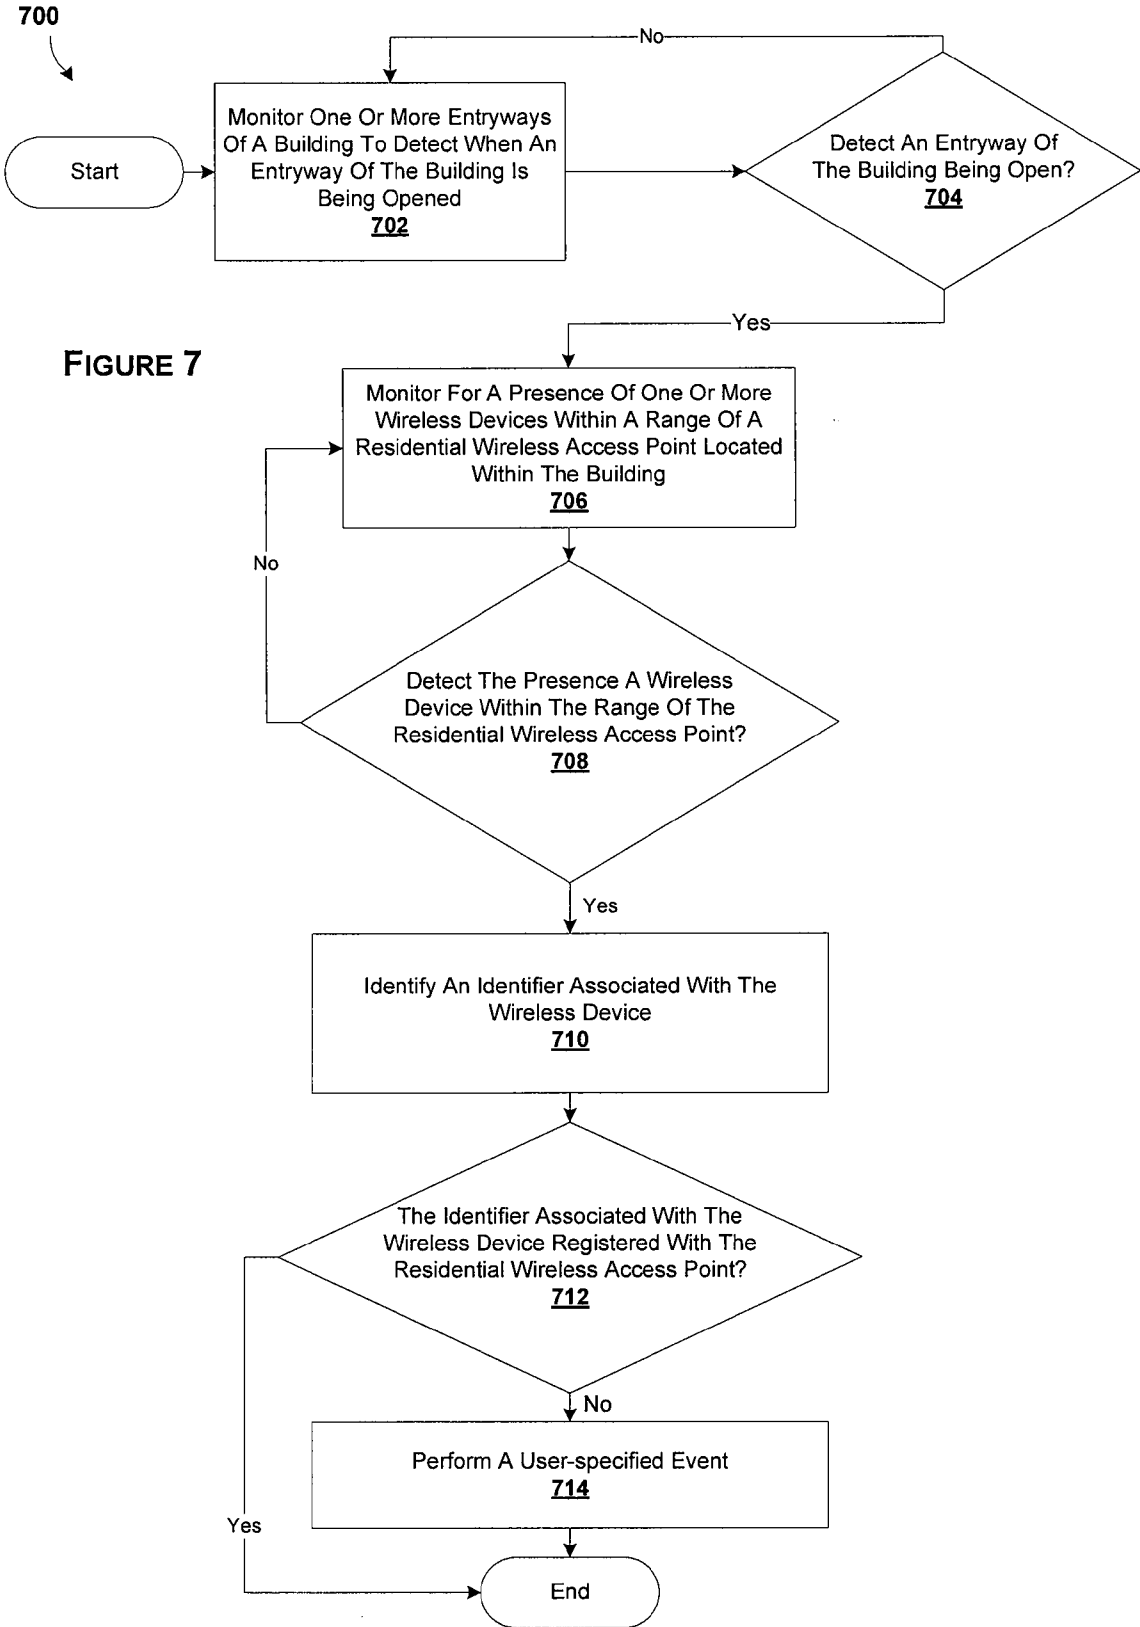 700
No
Monitor One Or More Entryways
Of A Building To Detect When An
Entryway Of The Building Is
Being Opened
702
Start
Detect An Entryway Of
The Building Being Open?
704
Yes
FIGURE 7
Monitor For A Presence Of One Or More
Wireless Devices Within A Range Of A
Residential Wireless Access Point Located
Within The Building
706
No
Detect The Presence A Wireless
Device Within The Range Of The
Residential Wireless Access Point?
708
Yes
Identify An Identifier Associated With The
Wireless Device
710
The Identifier Associated With The
Wireless Device Registered With The
Residential Wireless Access Point?
712
No
Perform A User-specified Event
714
Yes
End